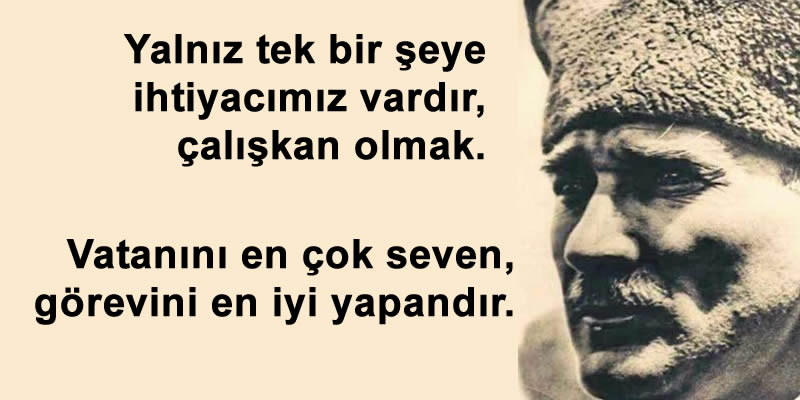 Yalnız tek bir şeye
ihtiyacımız vardır,
çalışkan olmak.
Vatanını en çok seven,
görevini en iyi yapandır.